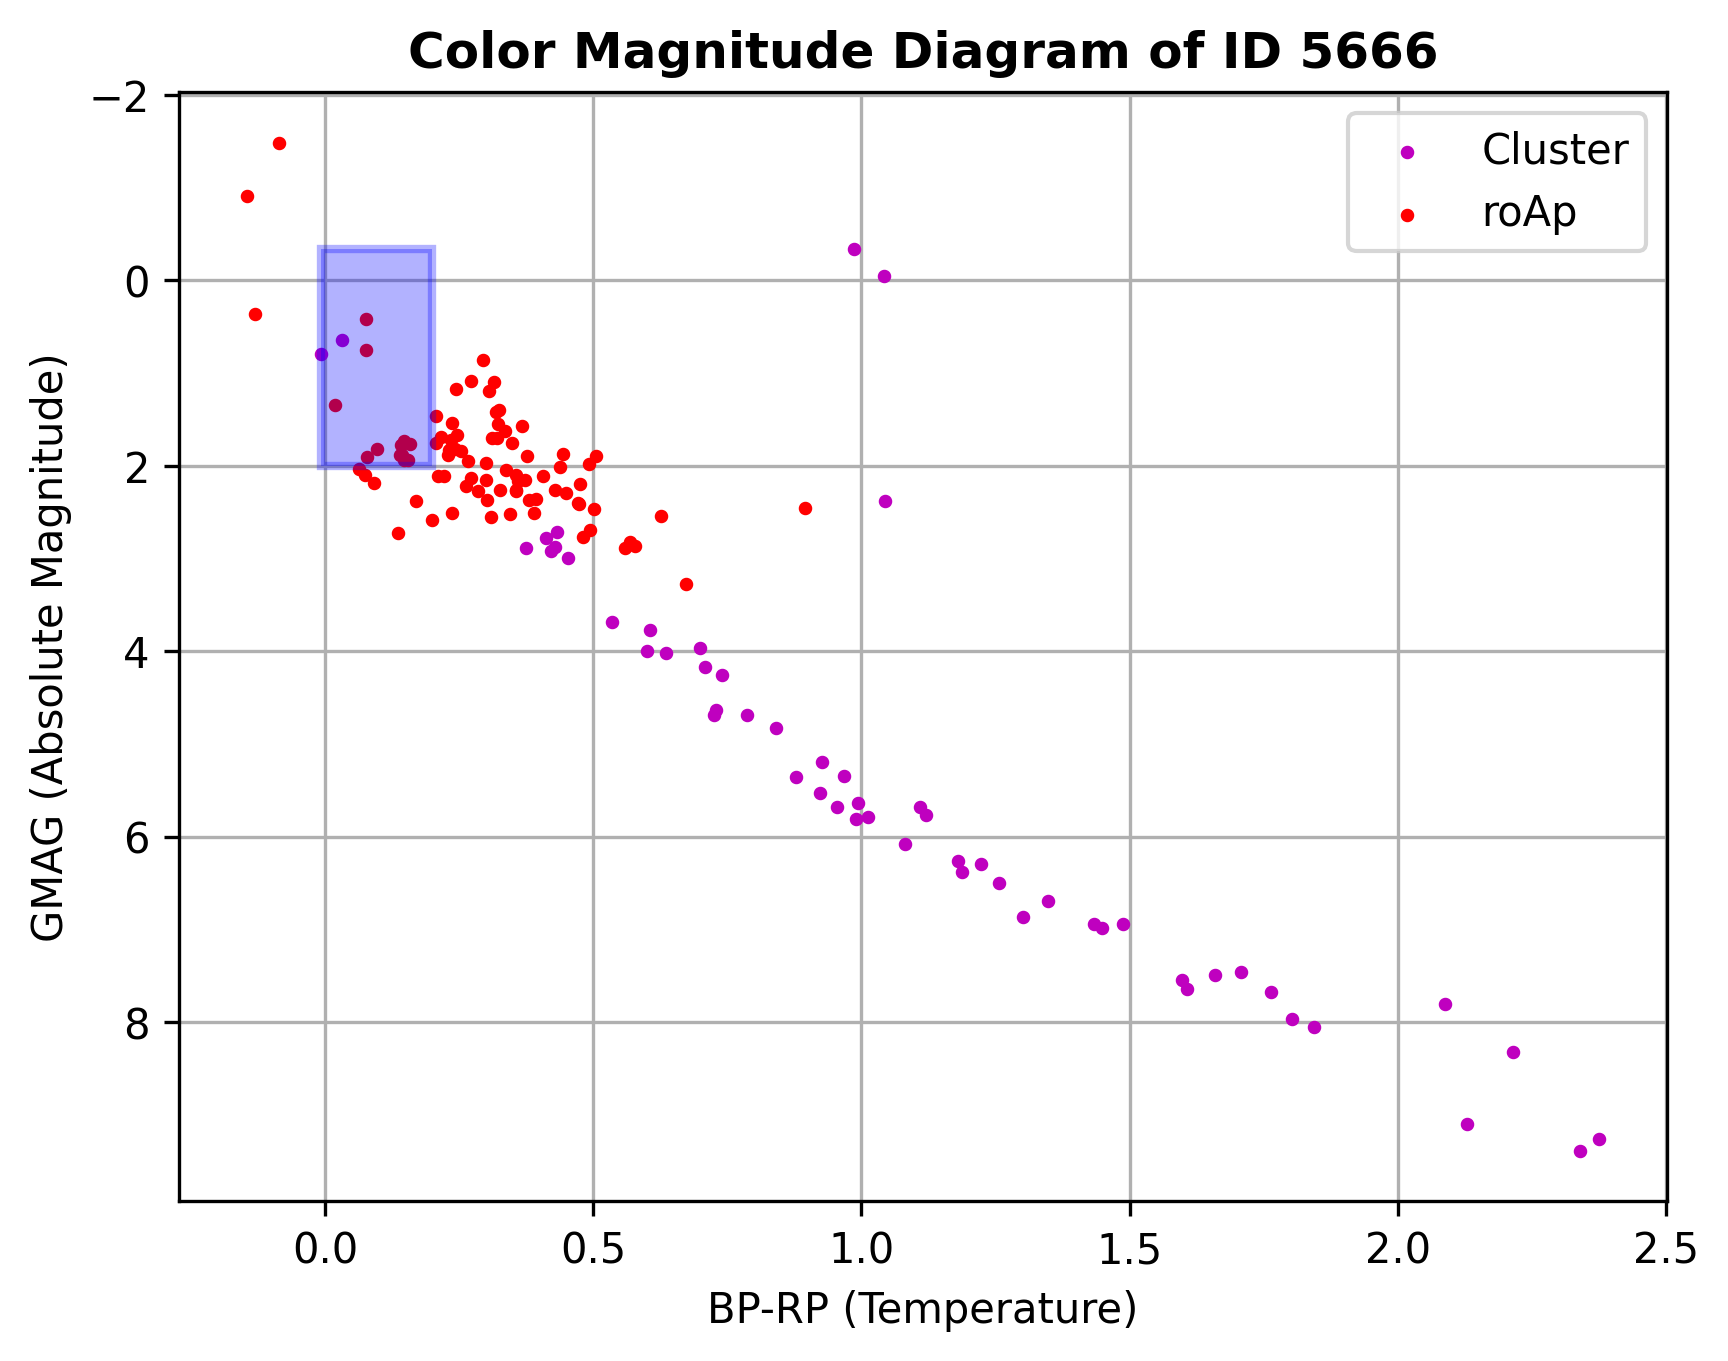 Color Magnitude Diagram of ID 5666
Cluster
roAp
−2
0
2
4
6
8
GMAG (Absolute Magnitude)
0.0 0.5 1.0 1.5 2.0 2.5
BP-RP (Temperature)